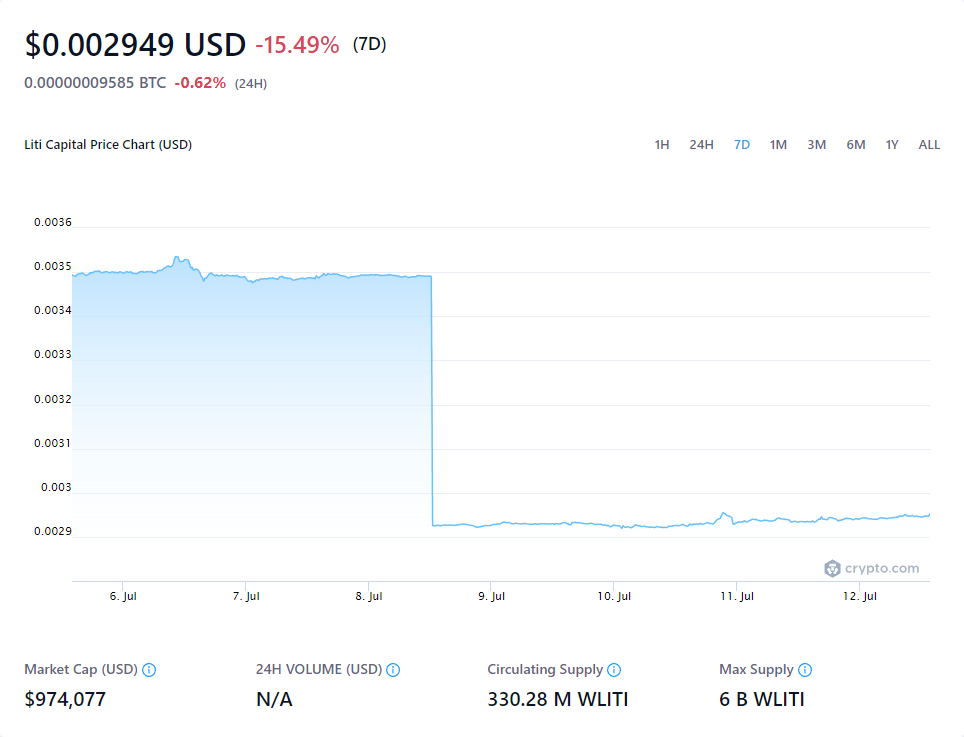 $0.002949 USD -15.49% (7D)
0.00000009585 BTC -0.62% (24H)
Liti Capital Price Chart (USD) 1H 24H 7D 1M 3M 6M 1Y ALL
0.0036
0.0035
0.0034
0.0033
0.0032
0.0031
0.003
0.0029
crypto.com
6. Jul 7. Jul 8. Jul 9. Jul 10. Jul 11. Jul 12. Jul
Market Cap (USD) 24H VOLUME (USD) Circulating Supply Max Supply
$974,077 N/A 330.28 M WLITI 6 B WLITI